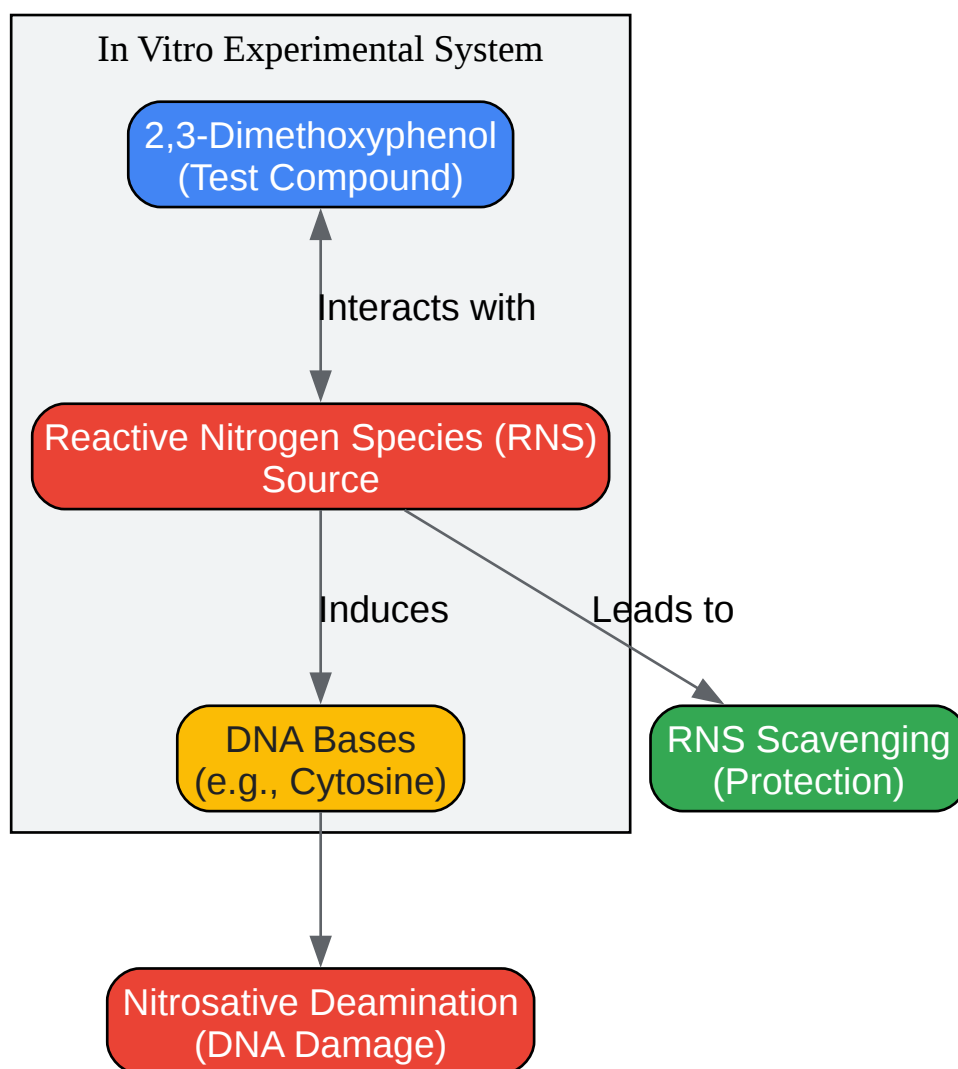 In Vitro Experimental System
2,3-Dimethoxyphenol
(Test Compound)
Interacts with
Reactive Nitrogen Species (RNS)
Source
Induces
Leads to
DNA Bases
(e.g., Cytosine)
RNS Scavenging
(Protection)
Nitrosative Deamination
(DNA Damage)